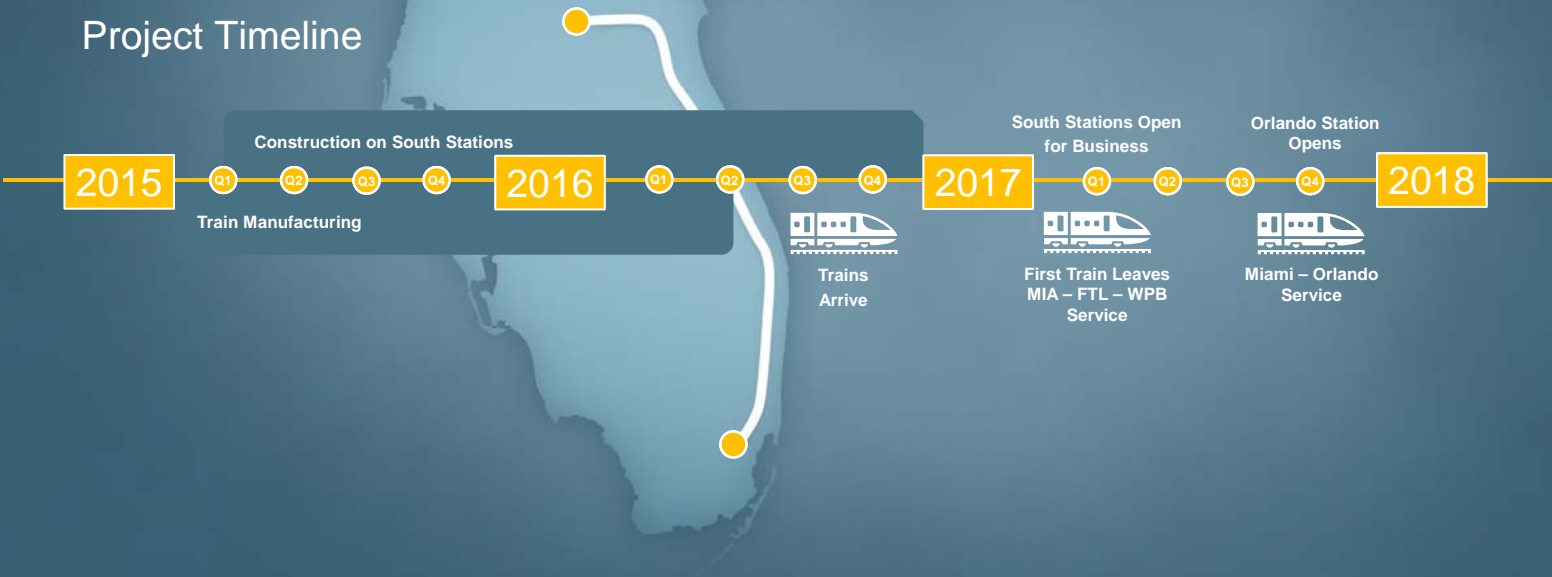 Project Timeline
Construction on South Stations
South Stations Open
for Business
Orlando Station
Opens
2015 Q1 Q2 Q3 Q4 2016 Q1 Q2 Q3 Q4 2017 Q1 Q2 Q3 Q4 2018
Train Manufacturing
Trains
Arrive
First Train Leaves
MIA – FTL – WPB
Service
Miami – Orlando
Service